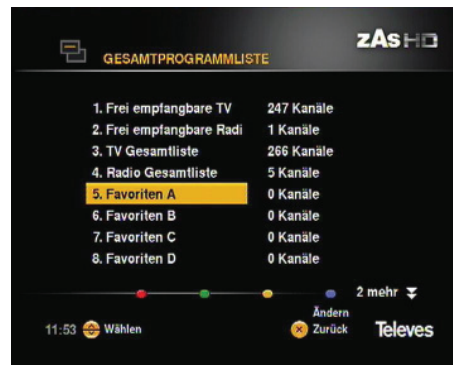 zAs HD
GESAMTPROGRAMMLISTE
1. Frei empfangbare TV 247 Kanäle
2. Frei empfangbare Radi 1 Kanäle
3. TV Gesamtliste 266 Kanäle
4. Radio Gesamtliste 5 Kanäle
5. Favoriten A 0 Kanäle
6. Favoriten B 0 Kanäle
7. Favoriten C 0 Kanäle
8. Favoriten D 0 Kanäle
2 mehr
Ändern
11:53 Wählen Zurück Televes